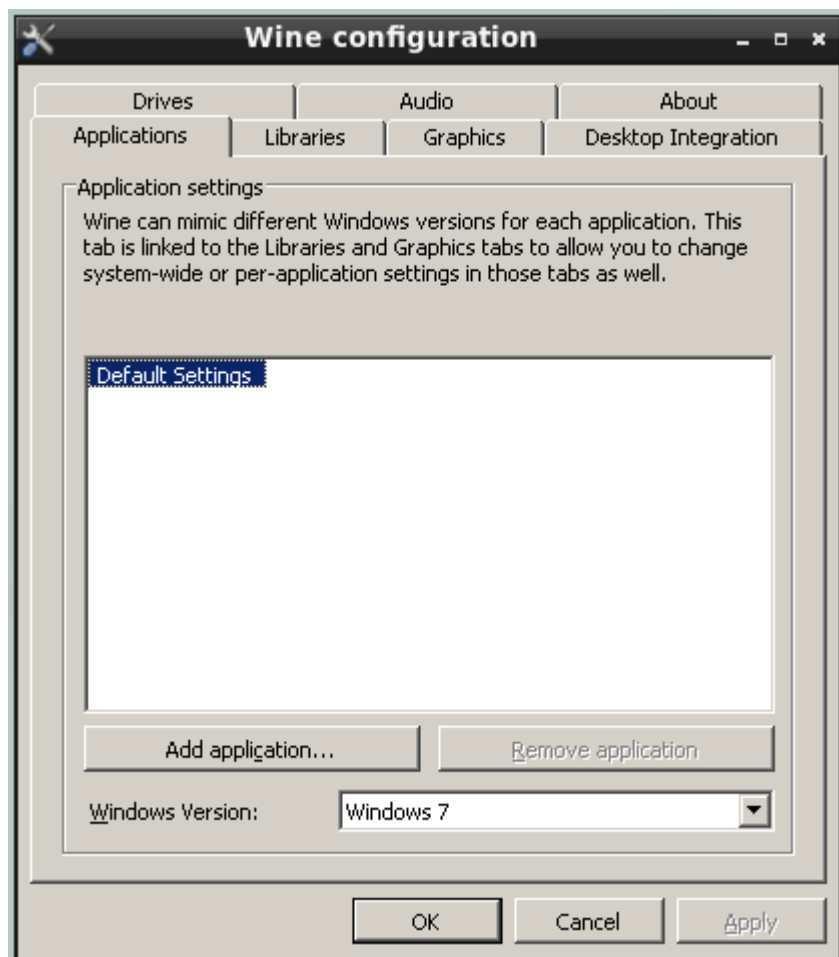 Wine configuration
Drives
Audio
About
Applications
Libraries
Graphics
Desktop Integration
Application settings
Wine can mimic different Windows versions for each application. This
tab is linked to the Libraries and Graphics tabs to allow you to change
system-wide or per-application settings in those tabs as well.
Default Settings
Add application...
Remove application
Windows Version:
Windows 7
OK
Cancel
Apply